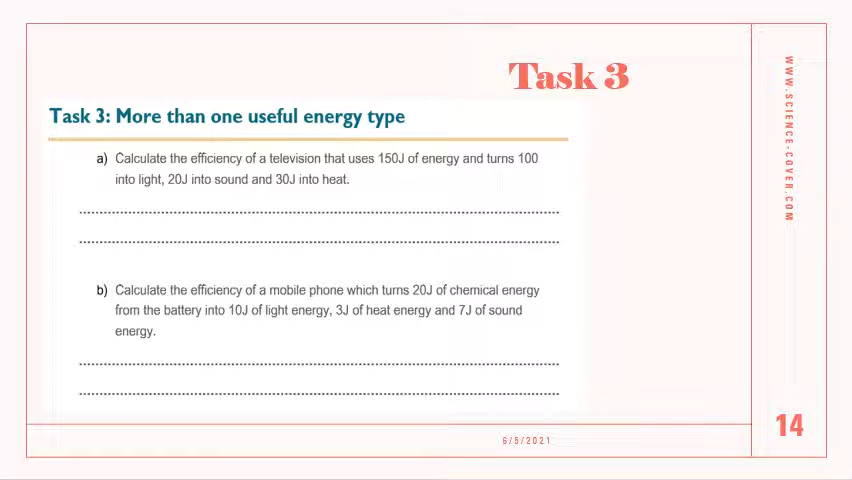 Task 3
Task 3: More than one useful energy type
a) Calculate the efficiency of a television that uses 150J of energy and turns 100
into light, 20J into sound and 30J into heat.
b) Calculate the efficiency of a mobile phone which turns 20J of chemical energy
from the battery into 10J of light energy, 3J of heat energy and 7J of sound
energy.
WWW.SCIENCE-COVER.COM
14
6/5/2021